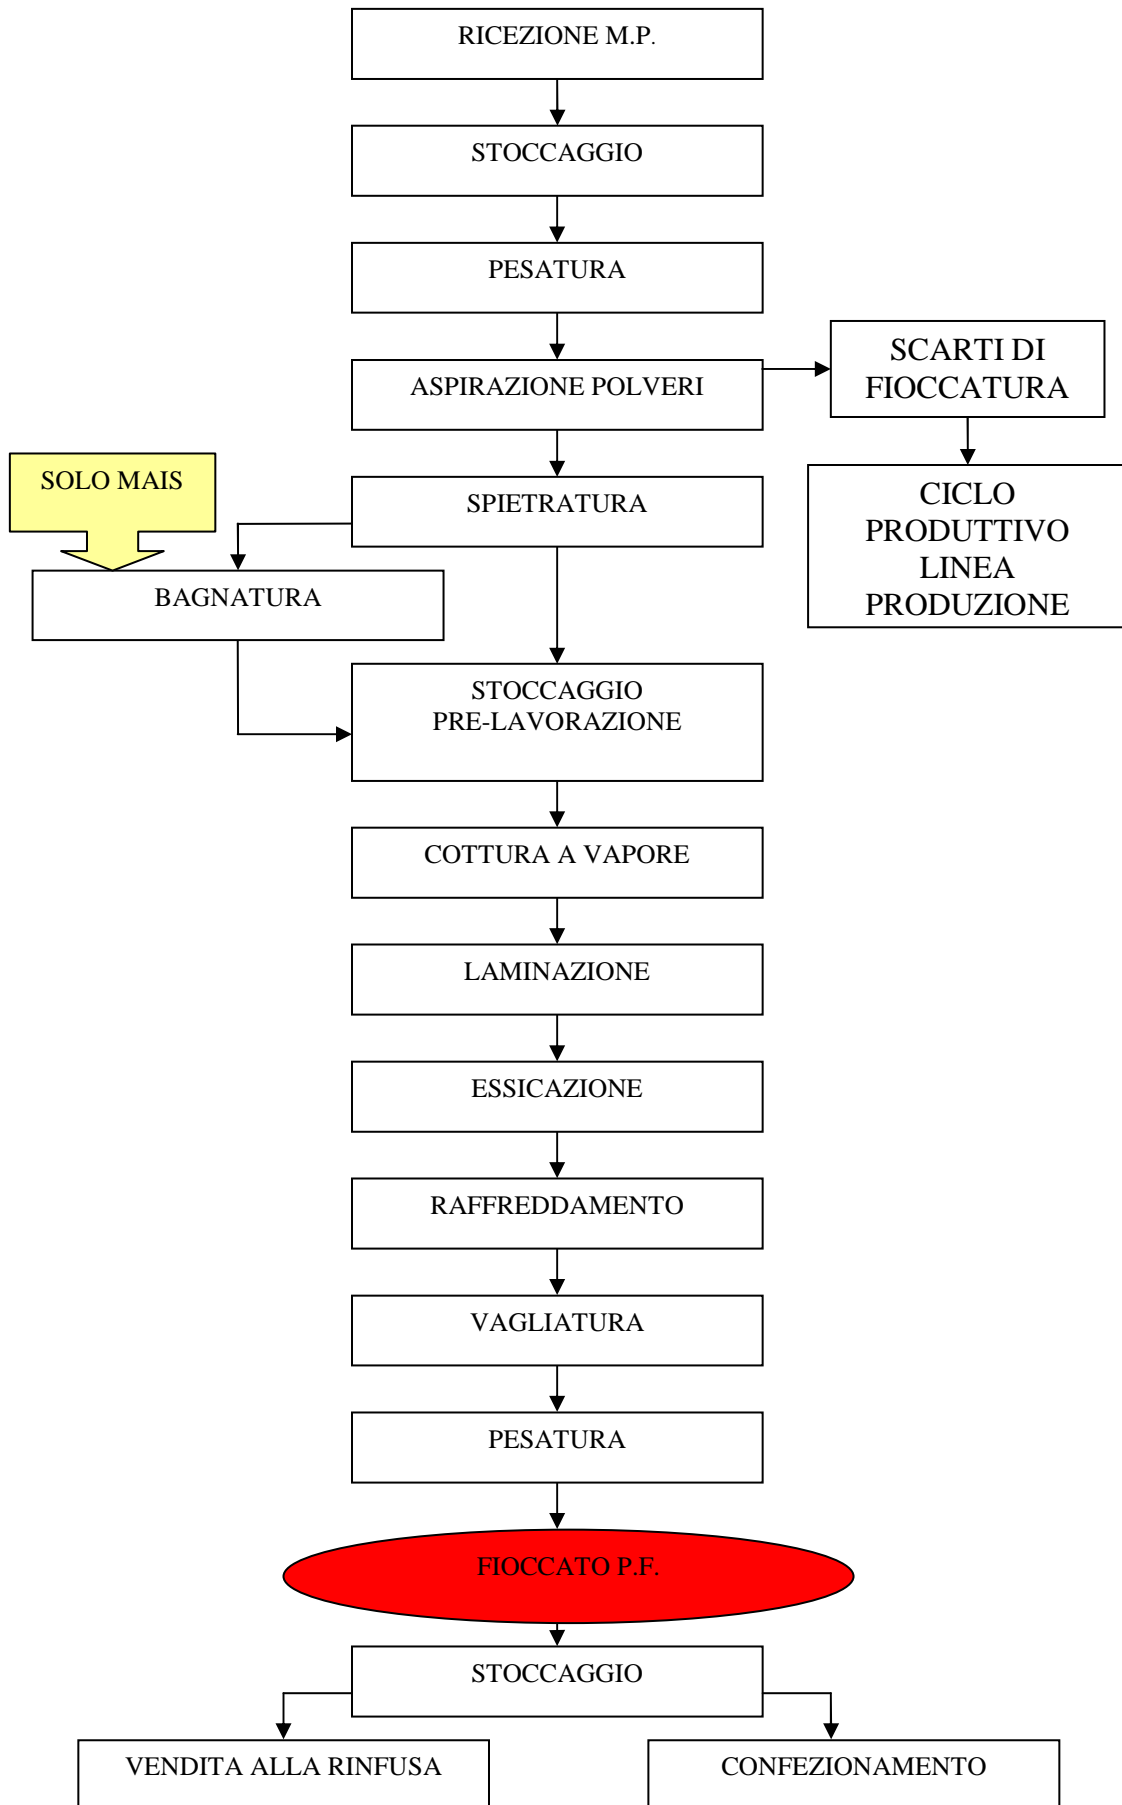 RICEZIONE M.P.
STOCCAGGIO
PESATURA
ASPIRAZIONE POLVERI
SCARTI DI
FIOCCATURA
CICLO
PRODUTTIVO
LINEA
PRODUZIONE
SOLO MAIS
SPIETRATURA
BAGNATURA
STOCCAGGIO
PRE-LAVORAZIONE
COTTURA A VAPORE
LAMINAZIONE
ESSICAZIONE
RAFFREDDAMENTO
VAGLIATURA
PESATURA
FIOCCATO P.F.
STOCCAGGIO
VENDITA ALLA RINFUSA
CONFEZIONAMENTO